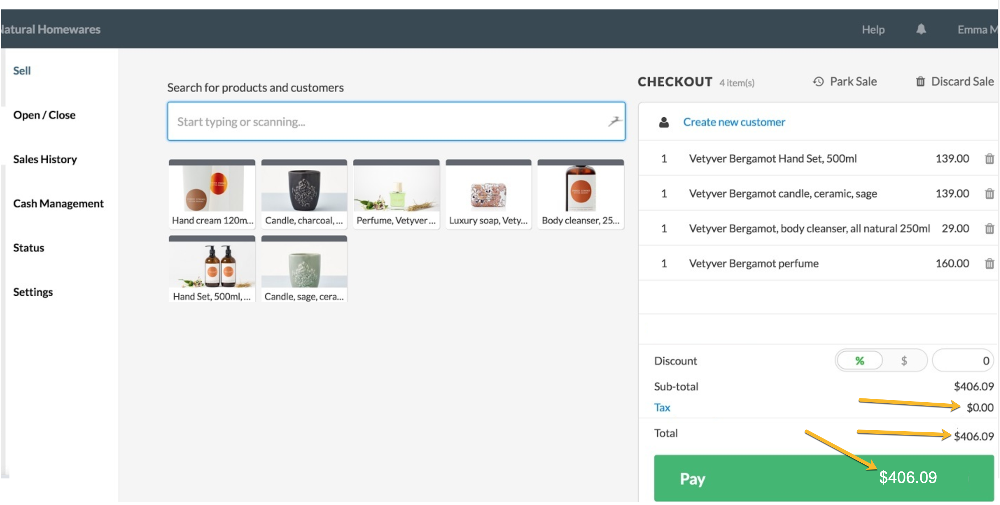 Natural Homewares
Help
Emma M
Sell
Open / Close
Sales History
Cash Management
Status
Settings
Search for products and customers
Start typing or scanning...
Hand cream 120m...
Candle, charcoal, ...
Perfume, Vetyver ...
Luxury soap, Vety...
Body cleanser, 25...
Hand Set, 500ml, ...
Candle, sage, cera...
CHECKOUT 4 item(s)
Park Sale
Discard Sale
Create new customer
1 Vetyver Bergamot Hand Set, 500ml 139.00
1 Vetyver Bergamot candle, ceramic, sage 139.00
1 Vetyver Bergamot, body cleanser, all natural 250ml 29.00
1 Vetyver Bergamot perfume 160.00
Discount % $ 0
Sub-total $406.09
Tax $0.00
Total $406.09
Pay $406.09